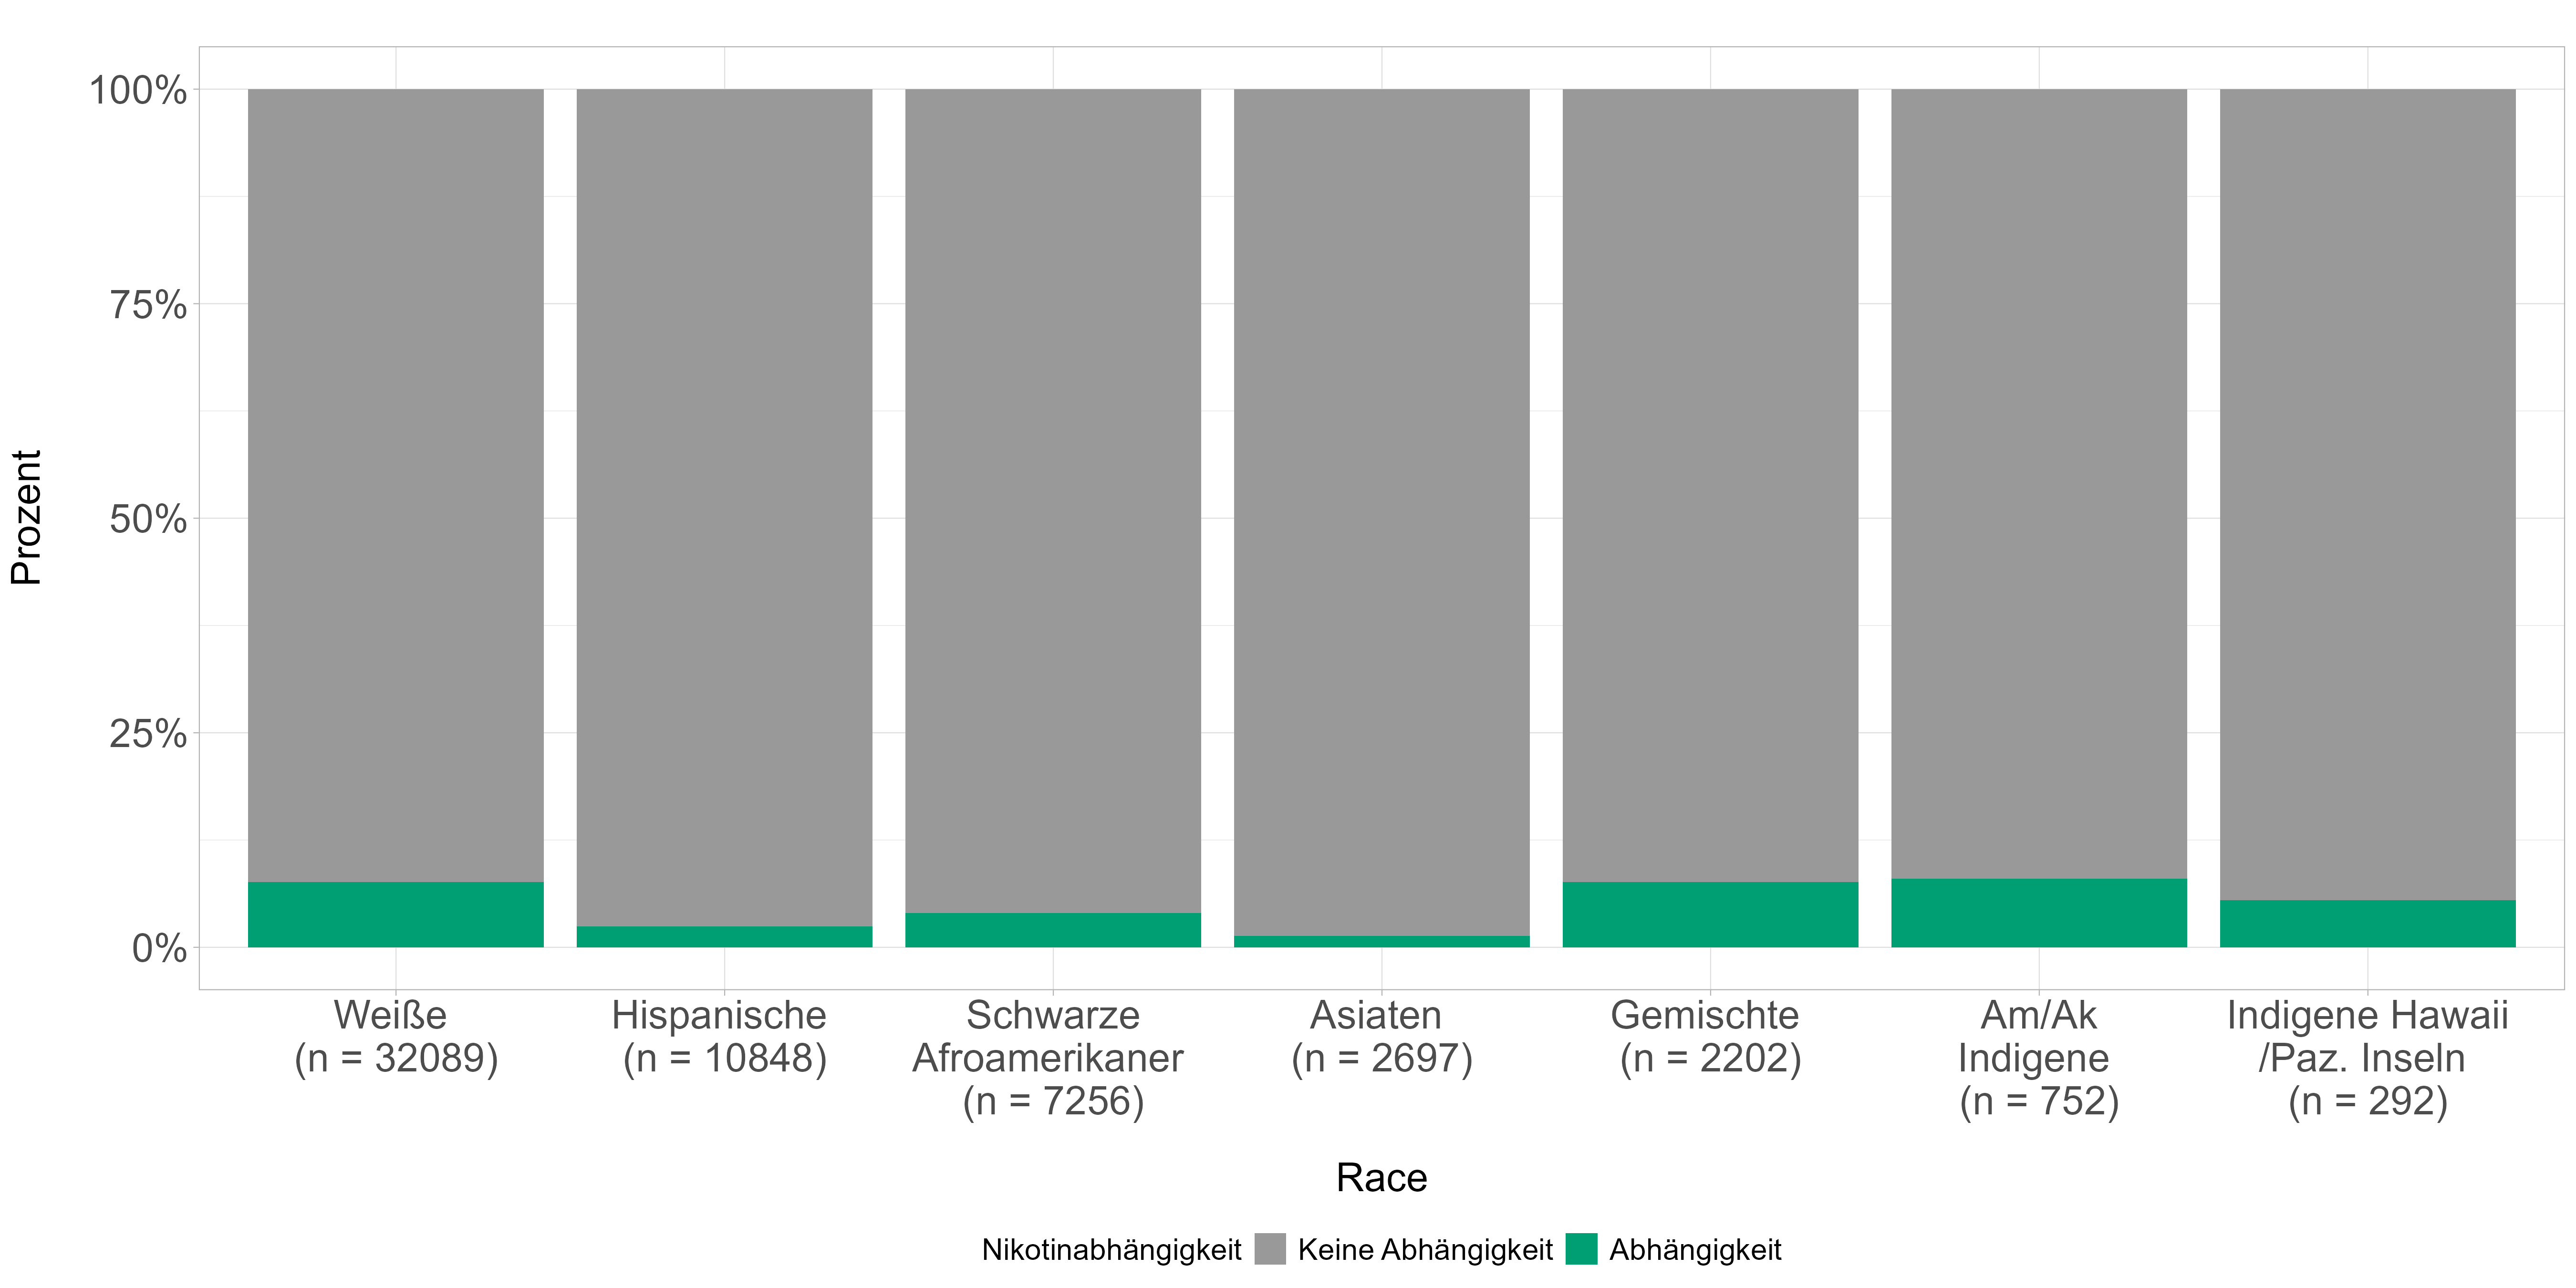 Prozent
100%
75%
50%
25%
0%
Weiße
(n = 32089)
Hispanische
(n = 10848)
Schwarze
Afroamerikaner
(n = 7256)
Asiaten
(n = 2697)
Gemischte
(n = 2202)
Am/Ak
Indigene
(n = 752)
Indigene Hawaii
/Paz. Inseln
(n = 292)
Race
Nikotinabhängigkeit Keine Abhängigkeit Abhängigkeit